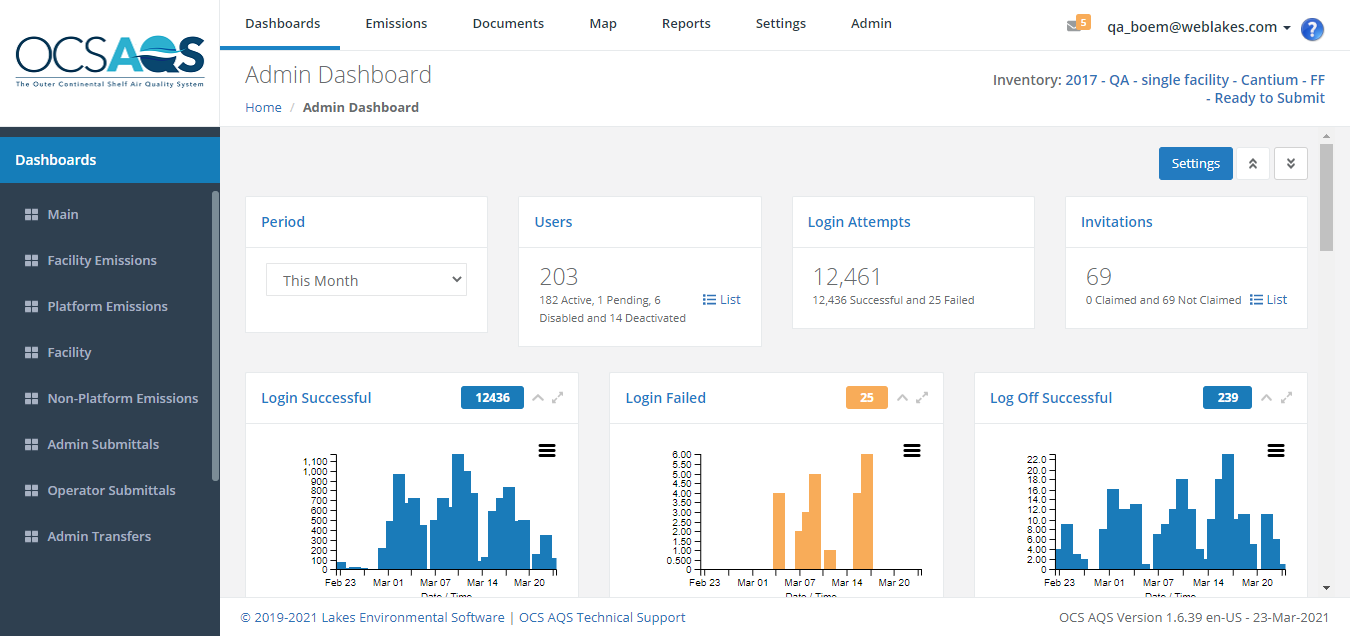 Dashboards Emissions Documents Map Reports Settings Admin 5 qa_boem@weblakes.com ?
OCSAQS
The Outer Continental Shelf Air Quality System
Admin Dashboard
Home / Admin Dashboard
Inventory: 2017 - QA - single facility - Cantium - FF
- Ready to Submit
Dashboards
Main
Facility Emissions
Platform Emissions
Facility
Non-Platform Emissions
Admin Submittals
Operator Submittals
Admin Transfers
Settings
Period
This Month
Users
203
182 Active, 1 Pending, 6
Disabled and 14 Deactivated
List
Login Attempts
12,461
12,436 Successful and 25 Failed
Invitations
69
0 Claimed and 69 Not Claimed
List
Login Successful 12436
1,100
1,000
900
800
700
600
500
400
300
200
100
0
Feb 23 Mar 01 Mar 07 Mar 14 Mar 20
Date / Time
Login Failed 25
6.00
5.50
5.00
4.50
4.00
3.50
3.00
2.50
2.00
1.50
1.00
0.500
0
Feb 23 Mar 01 Mar 07 Mar 14 Mar 20
Date / Time
Log Off Successful 239
22.0
20.0
18.0
16.0
14.0
12.0
10.0
8.00
6.00
4.00
2.00
0
Feb 23 Mar 01 Mar 07 Mar 14 Mar 20
Date / Time
© 2019-2021 Lakes Environmental Software | OCS AQS Technical Support
OCS AQS Version 1.6.39 en-US - 23-Mar-2021